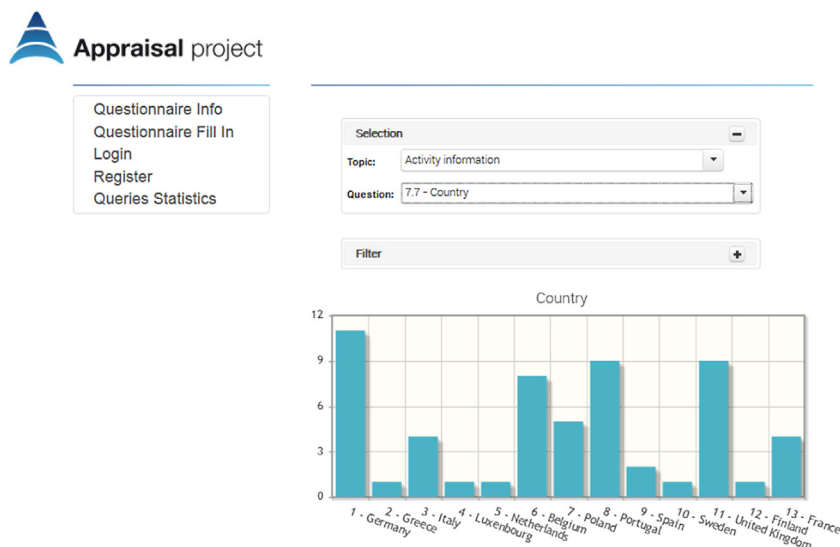 Appraisal project
Questionnaire Info
Questionnaire Fill In
Login
Register
Queries Statistics
Selection
Topic: Activity information
Question: 7.7 - Country
Filter
Country
12
9
6
3
0
1 - Germany
2 - Greece
3 - Italy
4 - Luxenbourg
5 - Netherlands
6 - Belgium
7 - Poland
8 - Portugal
9 - Spain
10 - Sweden
11 - United Kingdom
12 - Finland
13 - France